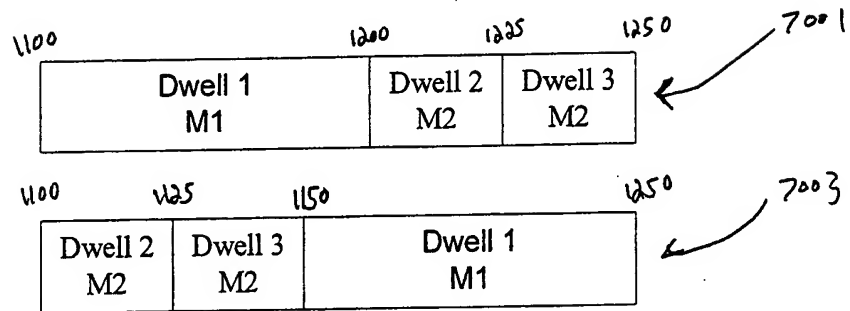 1100 1200 1225 1250 7001
Dwell 1 Dwell 2 Dwell 3
M1 M2 M2
1100 1125 1150 1250 7003
Dwell 2 Dwell 3 Dwell 1
M2 M2 M1